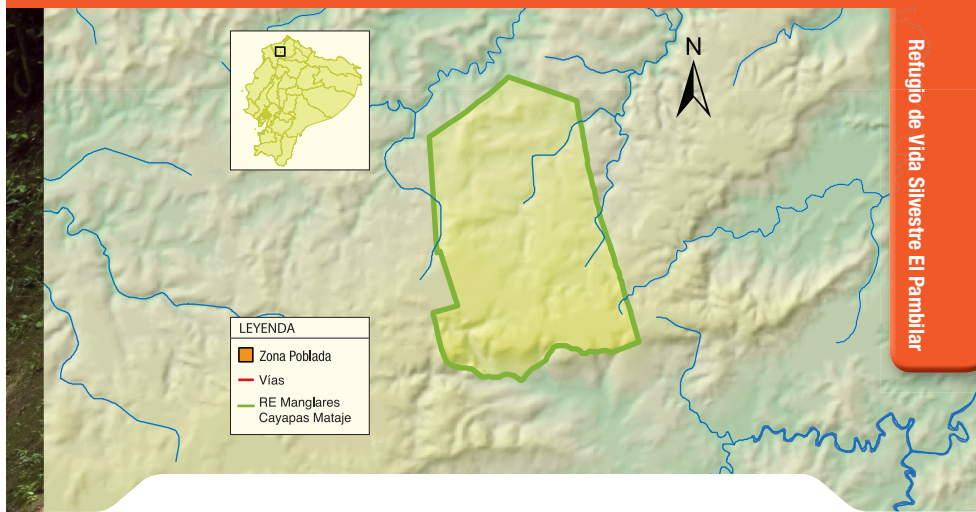 N
Refugio de Vida Silvestre El Pambilar
LEYENDA
Zona Poblada
Vías
RE Manglares
Cayapas Mataje